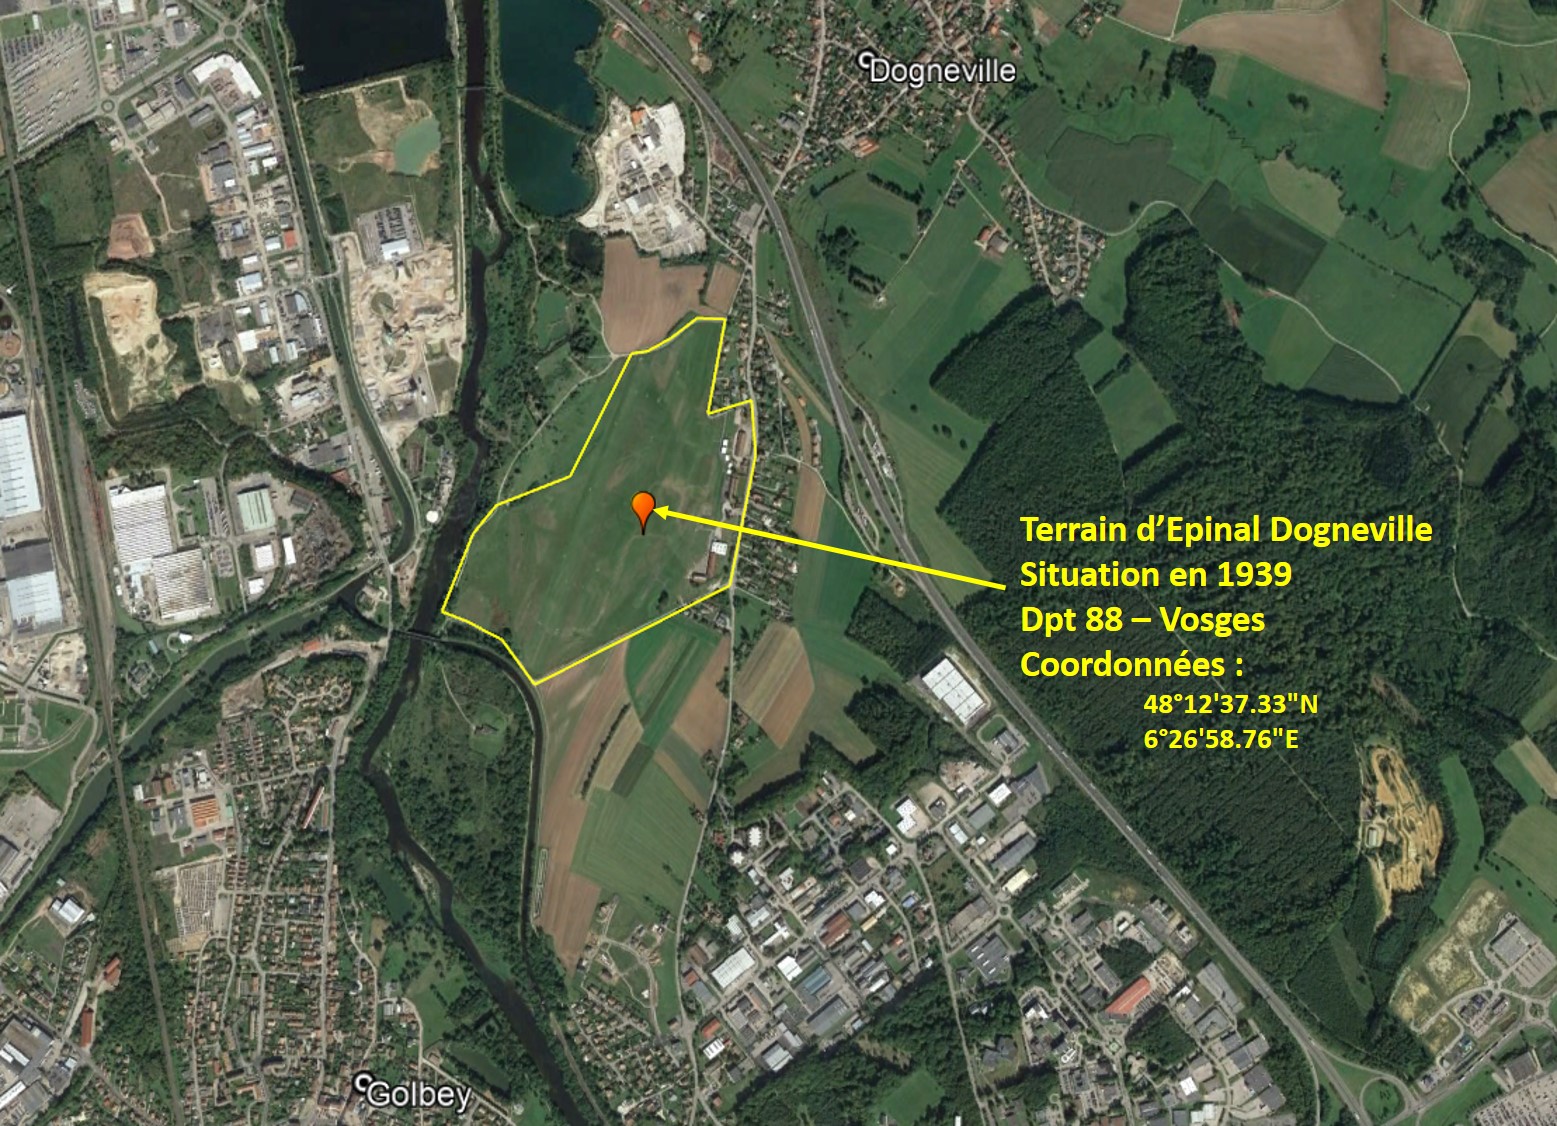 Dogneville
Terrain d’Epinal Dogneville
Situation en 1939
Dpt 88 – Vosges
Coordonnées :
48°12'37.33"N
6°26'58.76"E
Golbey